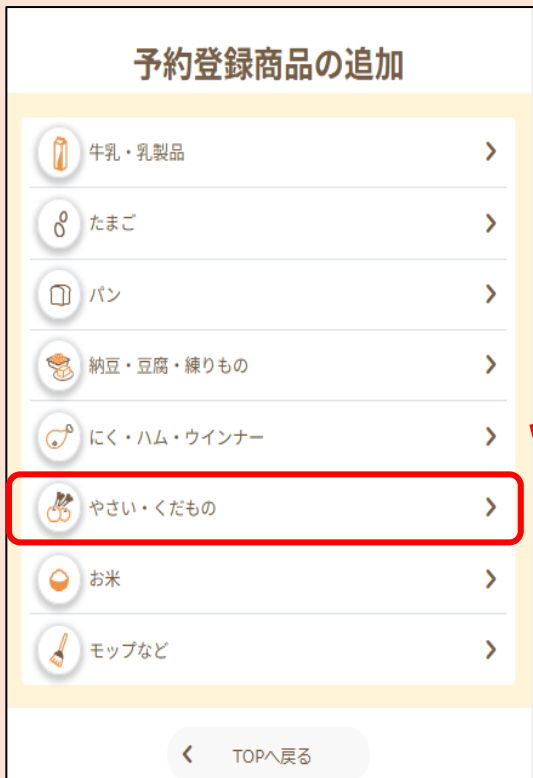 予約登録商品の追加
牛乳・乳製品
たまご
パン
納豆・豆腐・練りもの
にく・ハム・ウインナー
やさい・くだもの
お米
モップなど
TOPへ戻る